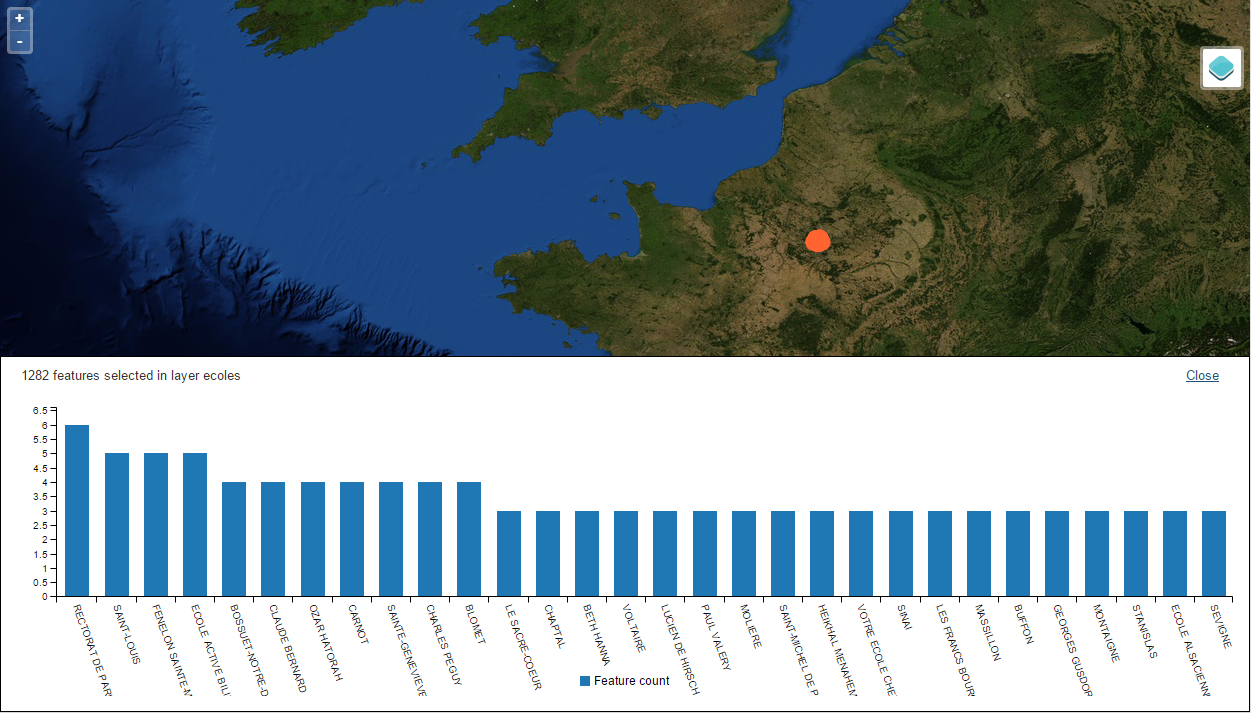 +
-
1282 features selected in layer ecoles
Close
6.5
6
5.5
5
4.5
4
3.5
3
2.5
2
1.5
1
0.5
0
RECTORAT DE PAR
SAINT-LOUIS
FENELON SAINTE-M
ECOLE ACTIVE BILI
BOSSUET-NOTRE-D
CLAUDE BERNARD
OZAR HATORAH
CARNOT
SAINTE-GENEVIEVE
CHARLES PEGUY
BLOMET
LE SACRE-COEUR
CHAPTAL
BETH HANNA
VOLTAIRE
LUCIEN DE HIRSCH
PAUL VALERY
MOLIERE
SAINT-MICHEL DE P
HEIKHAL MENAHEM
VOTRE ECOLE CHE
SINAI
LES FRANCS BOUR
MASSILLON
BUFFON
GEORGES GUSDOR
MONTAIGNE
STANISLAS
ECOLE ALSACIENN
SEVIGNE
Feature count